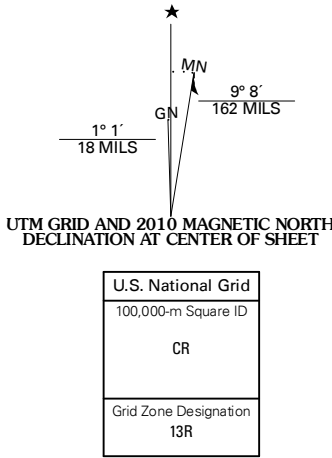 ★
MN
9° 8´
162 MILS
GN
1° 1´
18 MILS
UTM GRID AND 2010 MAGNETIC NORTH
DECLINATION AT CENTER OF SHEET
U.S. National Grid
100,000-m Square ID
CR
Grid Zone Designation
13R